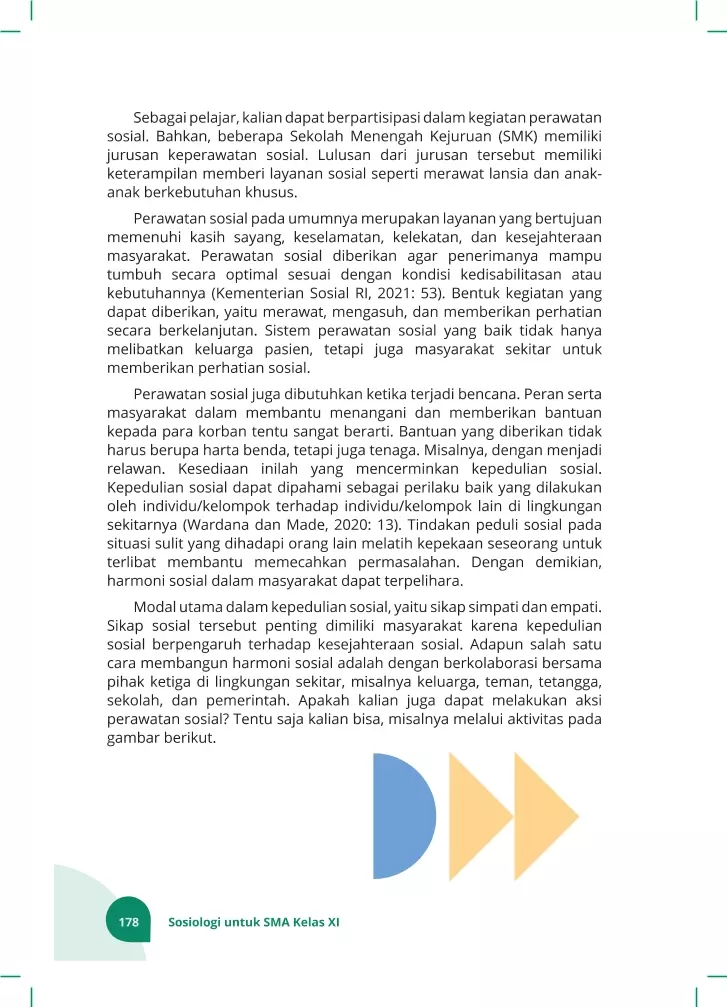 Sebagai pelajar, kalian dapat berpartisipasi dalam kegiatan perawatan
sosial. Bahkan, beberapa Sekolah Menengah Kejuruan (SMK) memiliki
jurusan keperawatan sosial. Lulusan dari jurusan tersebut memiliki
keterampilan memberi layanan sosial seperti merawat lansia dan anak-
anak berkebutuhan khusus.
Perawatan sosial pada umumnya merupakan layanan yang bertujuan
memenuhi kasih sayang, keselamatan, kelekatan, dan kesejahteraan
masyarakat. Perawatan sosial diberikan agar penerimanya mampu
tumbuh secara optimal sesuai dengan kondisi kedisabilitasan atau
kebutuhannya (Kementerian Sosial RI, 2021: 53). Bentuk kegiatan yang
dapat diberikan, yaitu merawat, mengasuh, dan memberikan perhatian
secara berkelanjutan. Sistem perawatan sosial yang baik tidak hanya
melibatkan keluarga pasien, tetapi juga masyarakat sekitar untuk
memberikan perhatian sosial.
Perawatan sosial juga dibutuhkan ketika terjadi bencana. Peran serta
masyarakat dalam membantu menangani dan memberikan bantuan
kepada para korban tentu sangat berarti. Bantuan yang diberikan tidak
harus berupa harta benda, tetapi juga tenaga. Misalnya, dengan menjadi
relawan. Kesediaan inilah yang mencerminkan kepedulian sosial.
Kepedulian sosial dapat dipahami sebagai perilaku baik yang dilakukan
oleh individu/kelompok terhadap individu/kelompok lain di lingkungan
sekitarnya (Wardana dan Made, 2020: 13). Tindakan peduli sosial pada
situasi sulit yang dihadapi orang lain melatih kepekaan seseorang untuk
terlibat membantu memecahkan permasalahan. Dengan demikian,
harmoni sosial dalam masyarakat dapat terpelihara.
Modal utama dalam kepedulian sosial, yaitu sikap simpati dan empati.
Sikap sosial tersebut penting dimiliki masyarakat karena kepedulian
sosial berpengaruh terhadap kesejahteraan sosial. Adapun salah satu
cara membangun harmoni sosial adalah dengan berkolaborasi bersama
pihak ketiga di lingkungan sekitar, misalnya keluarga, teman, tetangga,
sekolah, dan pemerintah. Apakah kalian juga dapat melakukan aksi
perawatan sosial? Tentu saja kalian bisa, misalnya melalui aktivitas pada
gambar berikut.
178 Sosiologi untuk SMA Kelas XI